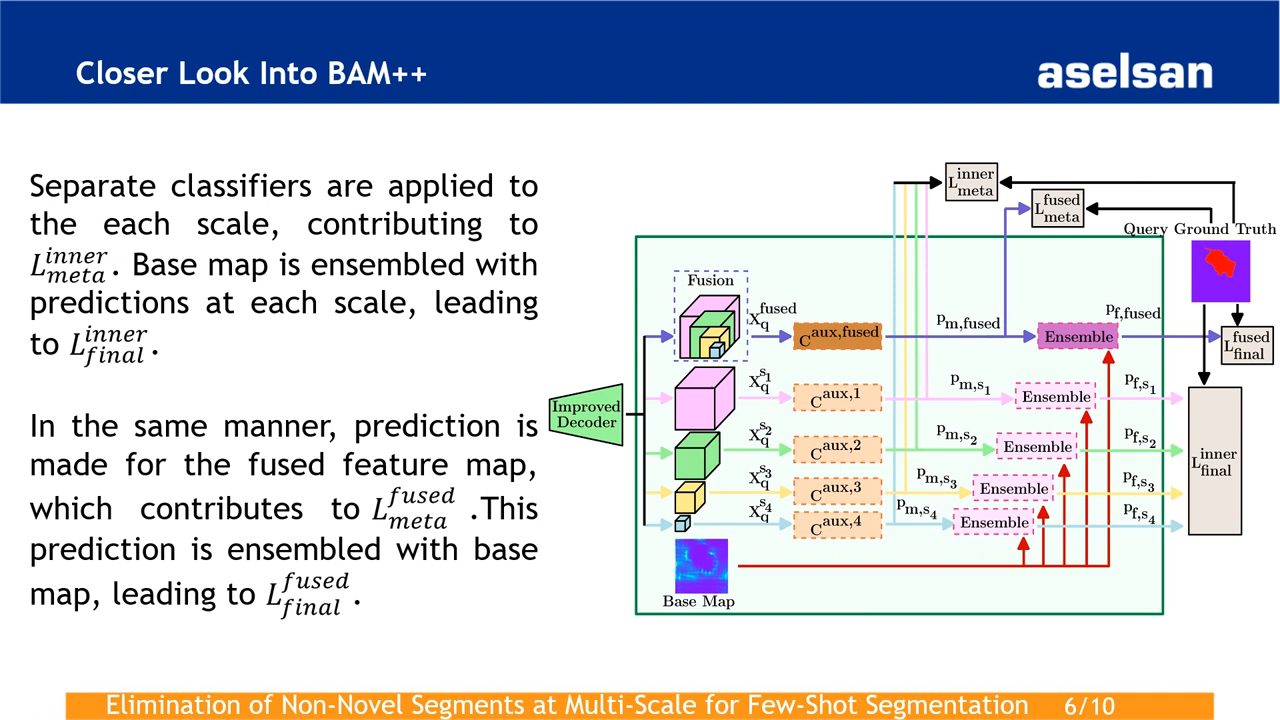 Closer Look Into BAM++
aselsan
Separate classifiers are applied to
the each scale, contributing to
L_{meta}^{inner}. Base map is ensembled with
predictions at each scale, leading
to L_{final}^{inner}.
In the same manner, prediction is
made for the fused feature map,
which contributes to L_{meta}^{fused} .This
prediction is ensembled with base
map, leading to L_{final}^{fused}.
L_{meta}^{inner}
L_{meta}^{fused}
Query Ground Truth
Fusion
X_q^{fused}
C^{aux,fused}
p_{m,fused}
Ensemble
p_{f,fused}
L_{final}^{fused}
Improved
Decoder
X_q^{s_1}
C^{aux,1}
p_{m,s_1}
Ensemble
p_{f,s_1}
X_q^{s_2}
C^{aux,2}
p_{m,s_2}
Ensemble
p_{f,s_2}
X_q^{s_3}
C^{aux,3}
p_{m,s_3}
Ensemble
p_{f,s_3}
X_q^{s_4}
C^{aux,4}
p_{m,s_4}
Ensemble
p_{f,s_4}
L_{final}^{inner}
Base Map
Elimination of Non-Novel Segments at Multi-Scale for Few-Shot Segmentation 6/10